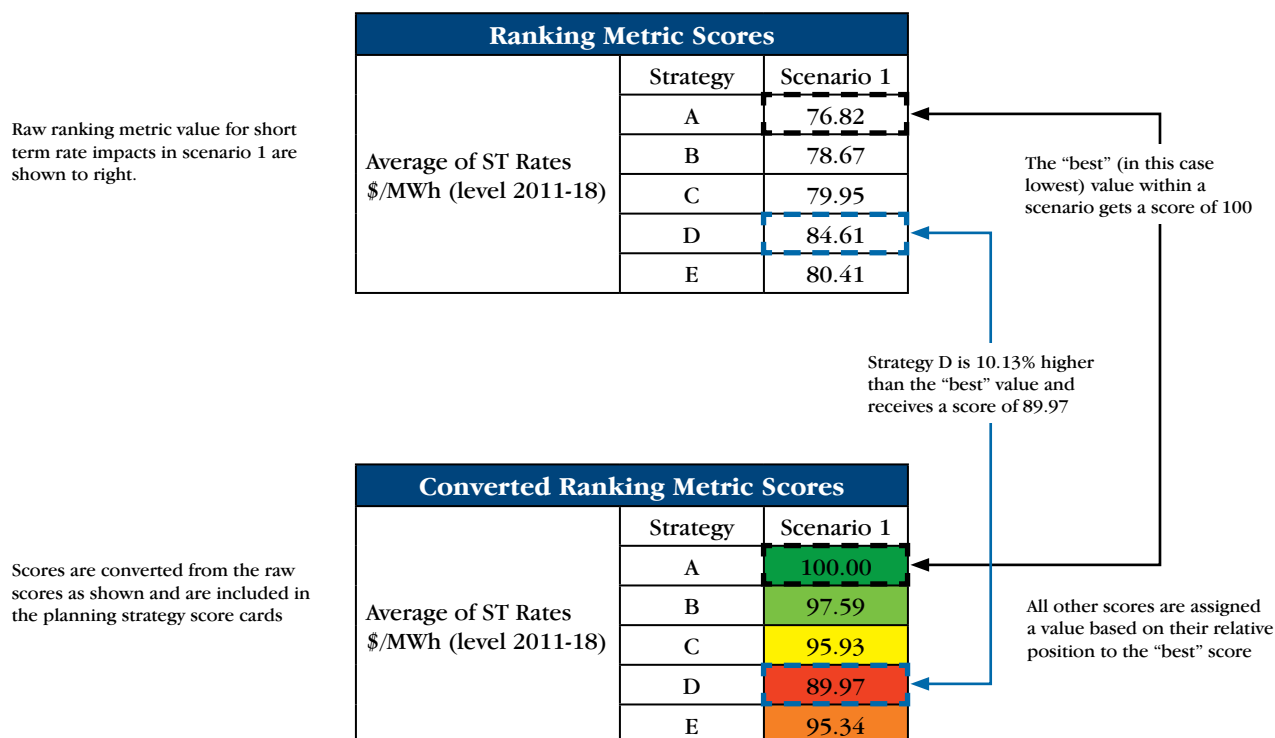 Ranking Metric Scores
Strategy Scenario 1
Raw ranking metric value for short
term rate impacts in scenario 1 are
shown to right.
Average of ST Rates
$/MWh (level 2011-18)
A 76.82
B 78.67
C 79.95
D 84.61
E 80.41
The “best” (in this case
lowest) value within a
scenario gets a score of 100
Strategy D is 10.13% higher
than the “best” value and
receives a score of 89.97
Converted Ranking Metric Scores
Strategy Scenario 1
Scores are converted from the raw
scores as shown and are included in
the planning strategy score cards
Average of ST Rates
$/MWh (level 2011-18)
A 100.00
B 97.59
C 95.93
D 89.97
E 95.34
All other scores are assigned
a value based on their relative
position to the “best” score